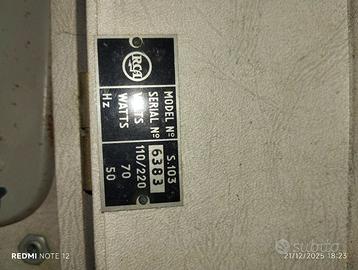 RCA
MODEL Nº S.103
SERIAL Nº 6383
VOLTS 110/220
WATTS 70
Hz 50
REDMI NOTE 12
21/12/2025 18:23
subito